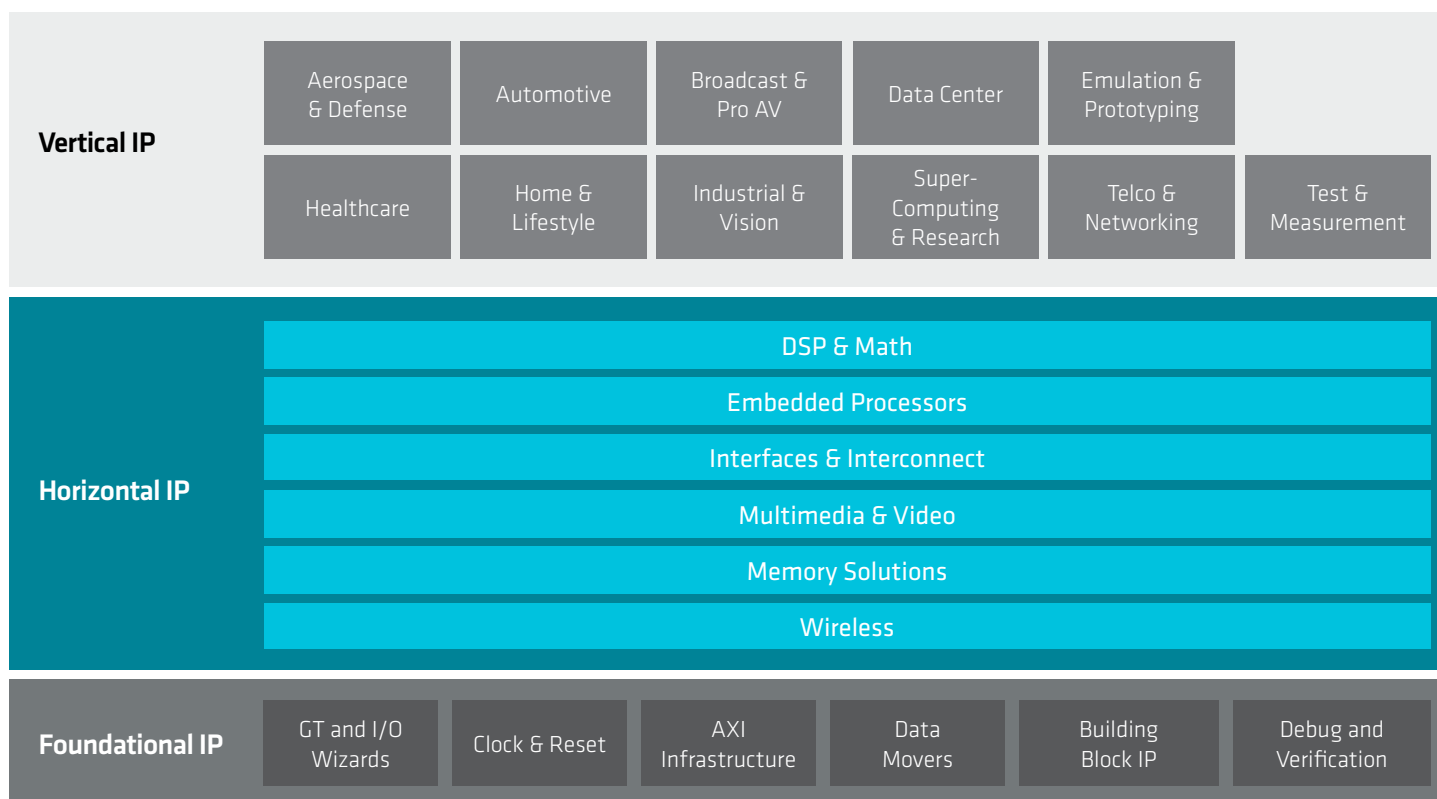 Vertical IP
Aerospace
& Defense
Automotive
Broadcast &
Pro AV
Data Center
Emulation &
Prototyping
Healthcare
Home &
Lifestyle
Industrial &
Vision
Super-
Computing
& Research
Telco &
Networking
Test &
Measurement
Horizontal IP
DSP & Math
Embedded Processors
Interfaces & Interconnect
Multimedia & Video
Memory Solutions
Wireless
Foundational IP
GT and I/O
Wizards
Clock & Reset
AXI
Infrastructure
Data
Movers
Building
Block IP
Debug and
Verification